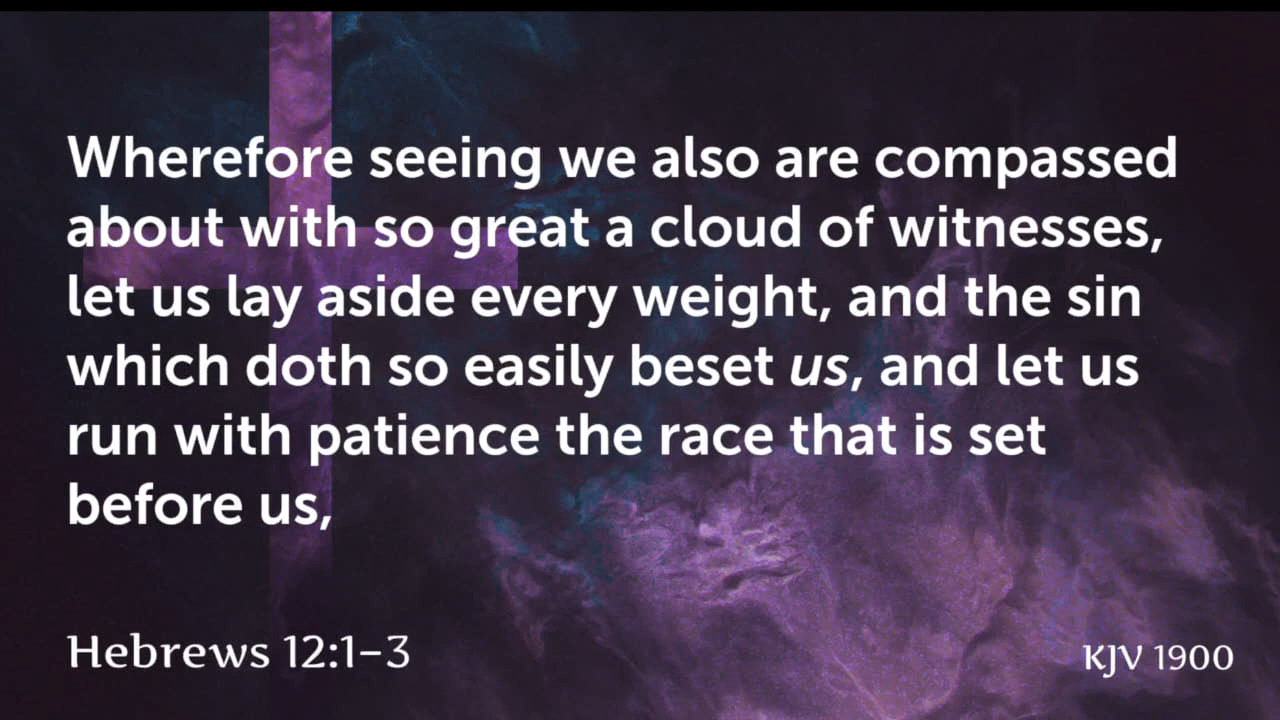 Wherefore seeing we also are compassed
about with so great a cloud of witnesses,
let us lay aside every weight, and the sin
which doth so easily beset us, and let us
run with patience the race that is set
before us,
Hebrews 12:1–3
KJV 1900